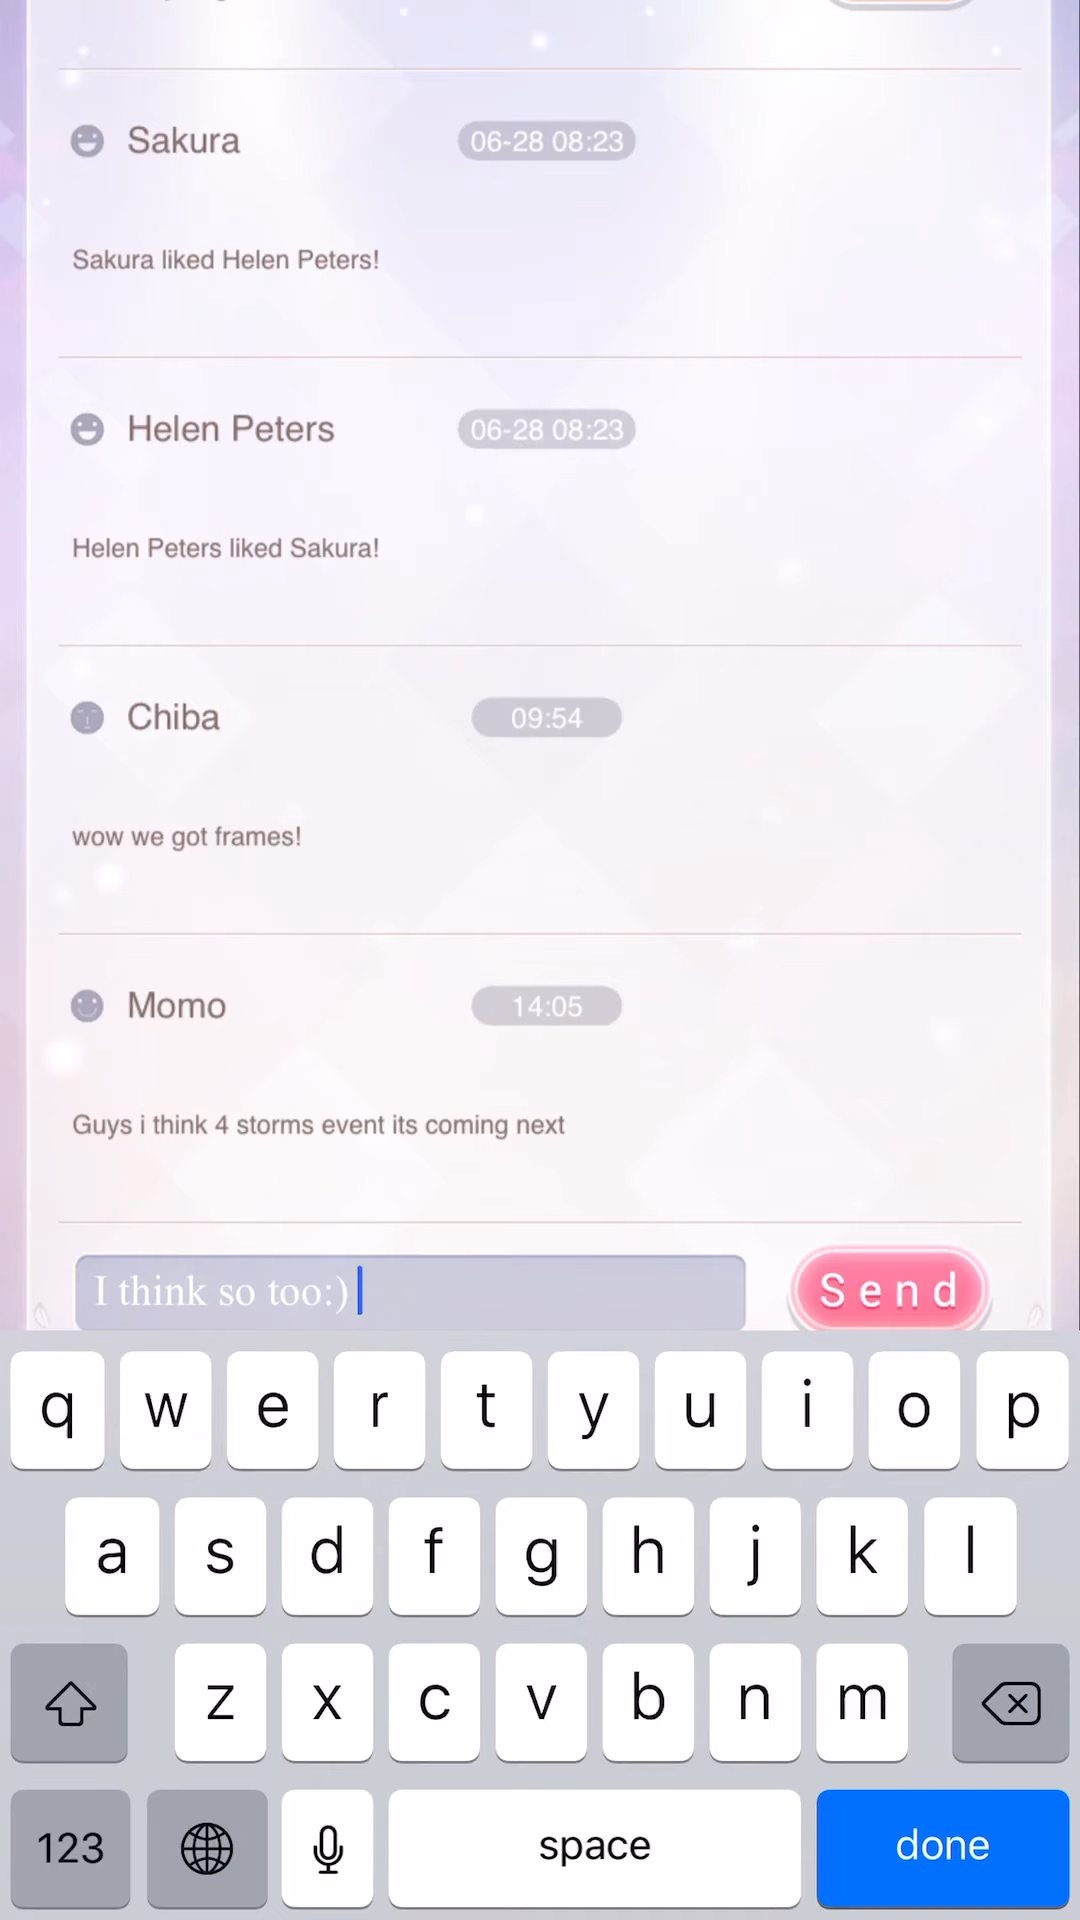 Sakura 06-28 08:23
Sakura liked Helen Peters!
Helen Peters 06-28 08:23
Helen Peters liked Sakura!
Chiba 09:54
wow we got frames!
Momo 14:05
Guys i think 4 storms event its coming next
I think so too:) Send
q w e r t y u i o p
a s d f g h j k l
z x c v b n m
123 space done